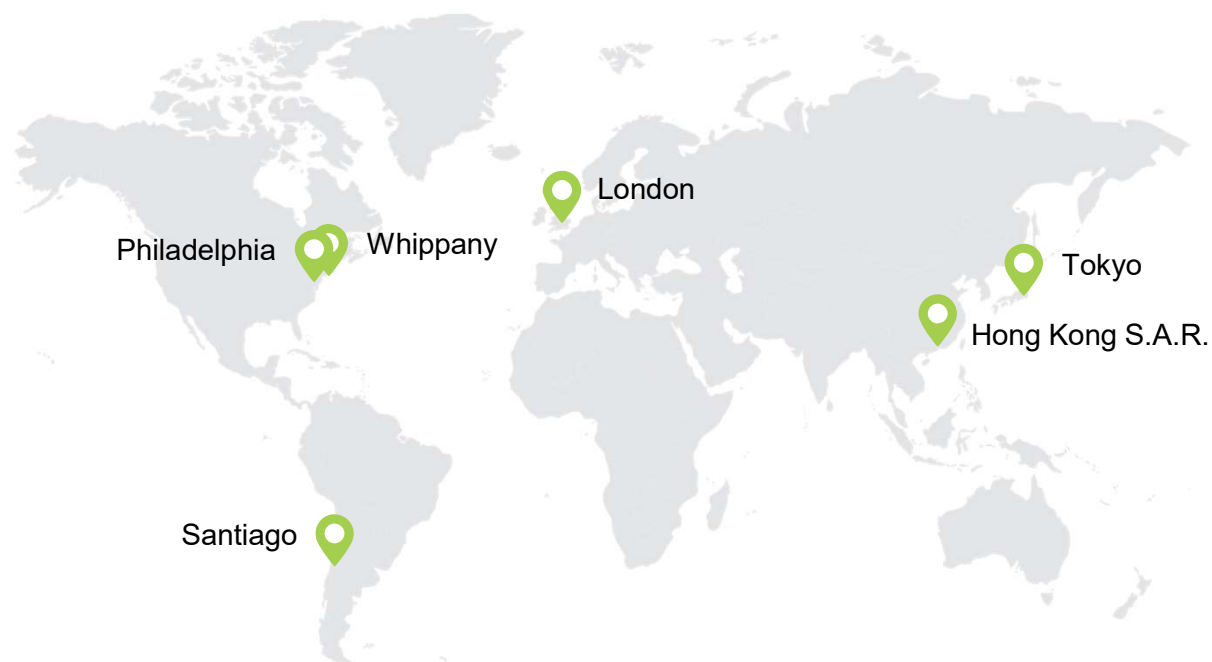 London
Whippany
Philadelphia
Tokyo
Hong Kong S.A.R.
Santiago